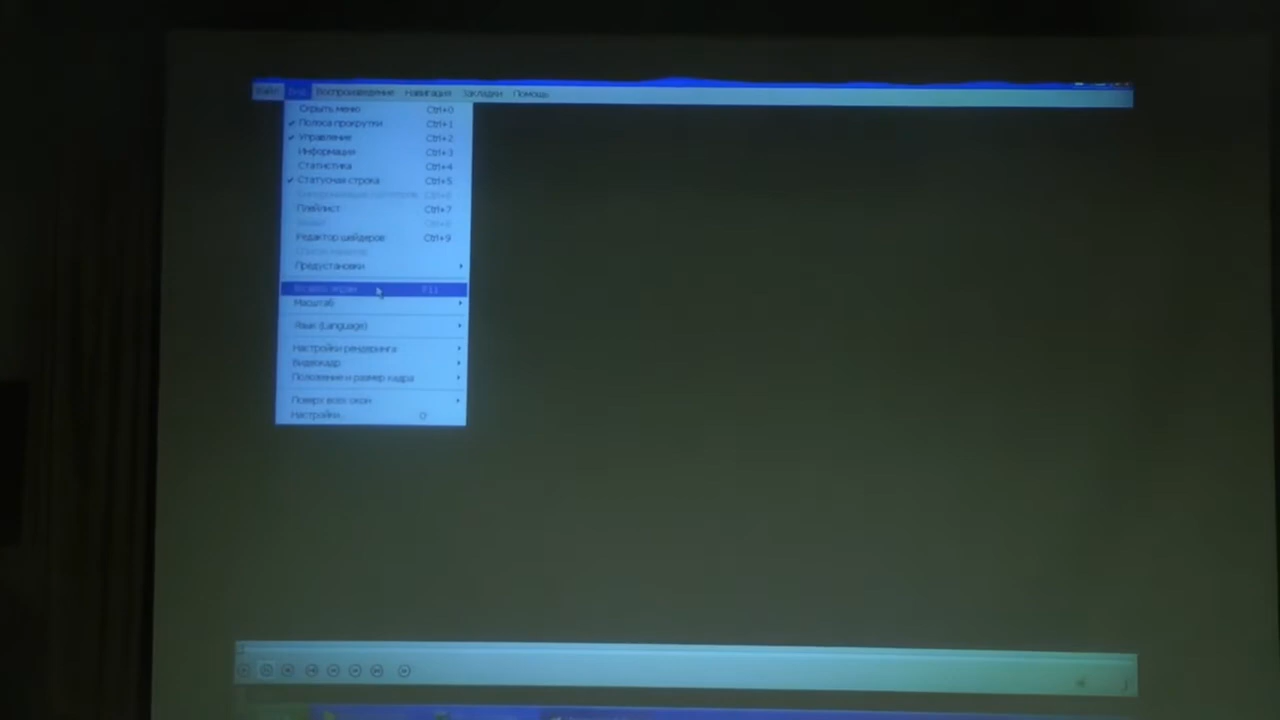 Файл Вид Воспроизведение Навигация Закладки Помощь
Скрыть меню Ctrl+0
Полоса прокрутки Ctrl+1
Управление Ctrl+2
Информация Ctrl+3
Статистика Ctrl+4
Статусная строка Ctrl+5
Плейлист Ctrl+7
Редактор шейдеров Ctrl+9
Предустановки
экран F11
Масштаб
Язык (Language)
Настройки рендеринга
Видеокадр
Положение и размер кадра
Поверх всех окон
Настройки... O